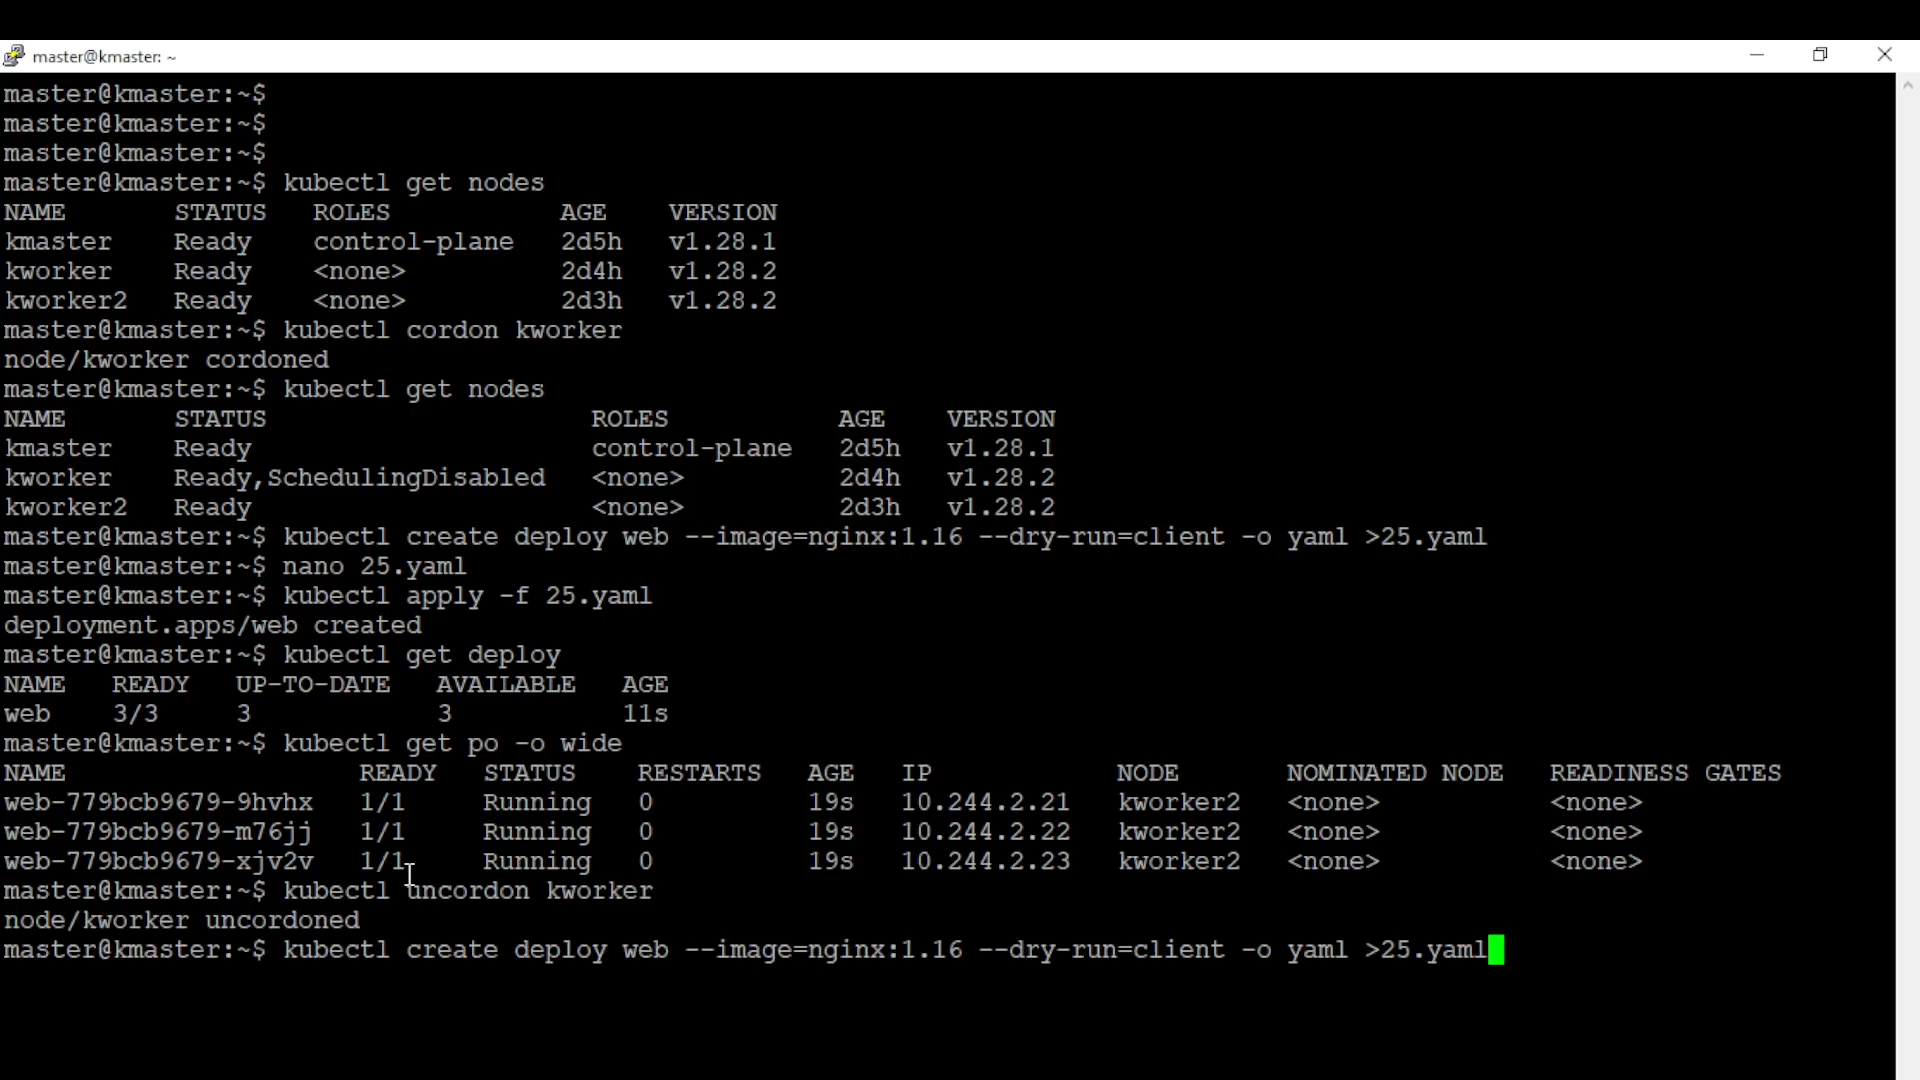 master@kmaster: ~
master@kmaster:~$
master@kmaster:~$
master@kmaster:~$
master@kmaster:~$ kubectl get nodes
NAME       STATUS   ROLES           AGE    VERSION
kmaster    Ready    control-plane   2d5h   v1.28.1
kworker    Ready    <none>          2d4h   v1.28.2
kworker2   Ready    <none>          2d3h   v1.28.2
master@kmaster:~$ kubectl cordon kworker
node/kworker cordoned
master@kmaster:~$ kubectl get nodes
NAME       STATUS                     ROLES           AGE    VERSION
kmaster    Ready                      control-plane   2d5h   v1.28.1
kworker    Ready,SchedulingDisabled   <none>          2d4h   v1.28.2
kworker2   Ready                      <none>          2d3h   v1.28.2
master@kmaster:~$ kubectl create deploy web --image=nginx:1.16 --dry-run=client -o yaml >25.yaml
master@kmaster:~$ nano 25.yaml
master@kmaster:~$ kubectl apply -f 25.yaml
deployment.apps/web created
master@kmaster:~$ kubectl get deploy
NAME   READY   UP-TO-DATE   AVAILABLE   AGE
web    3/3     3            3           11s
master@kmaster:~$ kubectl get po -o wide
NAME                   READY   STATUS    RESTARTS   AGE   IP            NODE       NOMINATED NODE   READINESS GATES
web-779bcb9679-9hvhx   1/1     Running   0          19s   10.244.2.21   kworker2   <none>           <none>
web-779bcb9679-m76jj   1/1     Running   0          19s   10.244.2.22   kworker2   <none>           <none>
web-779bcb9679-xjv2v   1/1     Running   0          19s   10.244.2.23   kworker2   <none>           <none>
master@kmaster:~$ kubectl uncordon kworker
node/kworker uncordoned
master@kmaster:~$ kubectl create deploy web --image=nginx:1.16 --dry-run=client -o yaml >25.yaml